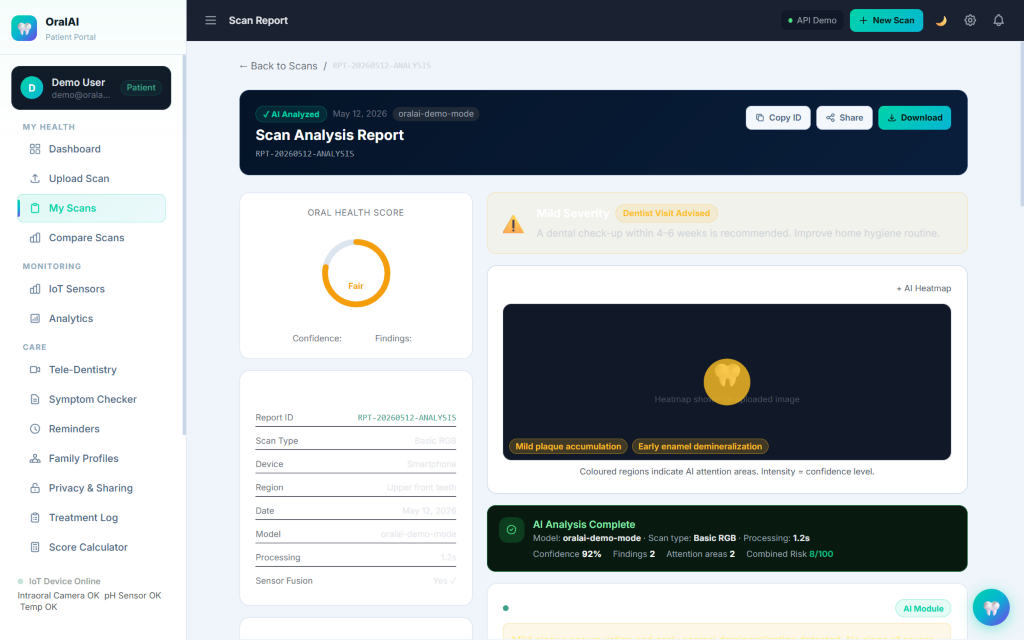 OralAI
Patient Portal
D
Demo User
demo@orala...
Patient
MY HEALTH
Dashboard
Upload Scan
My Scans
Compare Scans
MONITORING
IoT Sensors
Analytics
CARE
Tele-Dentistry
Symptom Checker
Reminders
Family Profiles
Privacy & Sharing
Treatment Log
Score Calculator
IoT Device Online
Intraoral Camera OK pH Sensor OK
Temp OK
Scan Report
API Demo
+ New Scan
← Back to Scans / RPT-20260512-ANALYSIS
✓ AI Analyzed May 12, 2026 oralai-demo-mode
Scan Analysis Report
RPT-20260512-ANALYSIS
Copy ID
Share
Download
ORAL HEALTH SCORE
Fair
Confidence: Findings:
Report ID RPT-20260512-ANALYSIS
Scan Type Basic RGB
Device Smartphone
Region Upper front teeth
Date May 12, 2026
Model oralai-demo-mode
Processing 1.2s
Sensor Fusion Yes ✓
Mild Severity Dentist Visit Advised
A dental check-up within 4–6 weeks is recommended. Improve home hygiene routine.
+ AI Heatmap
Heatmap uploaded image
Mild plaque accumulation Early enamel demineralization
Coloured regions indicate AI attention areas. Intensity = confidence level.
AI Analysis Complete
Model: oralai-demo-mode · Scan type: Basic RGB · Processing: 1.2s
Confidence 92% Findings 2 Attention areas 2 Combined Risk 8/100
AI Module